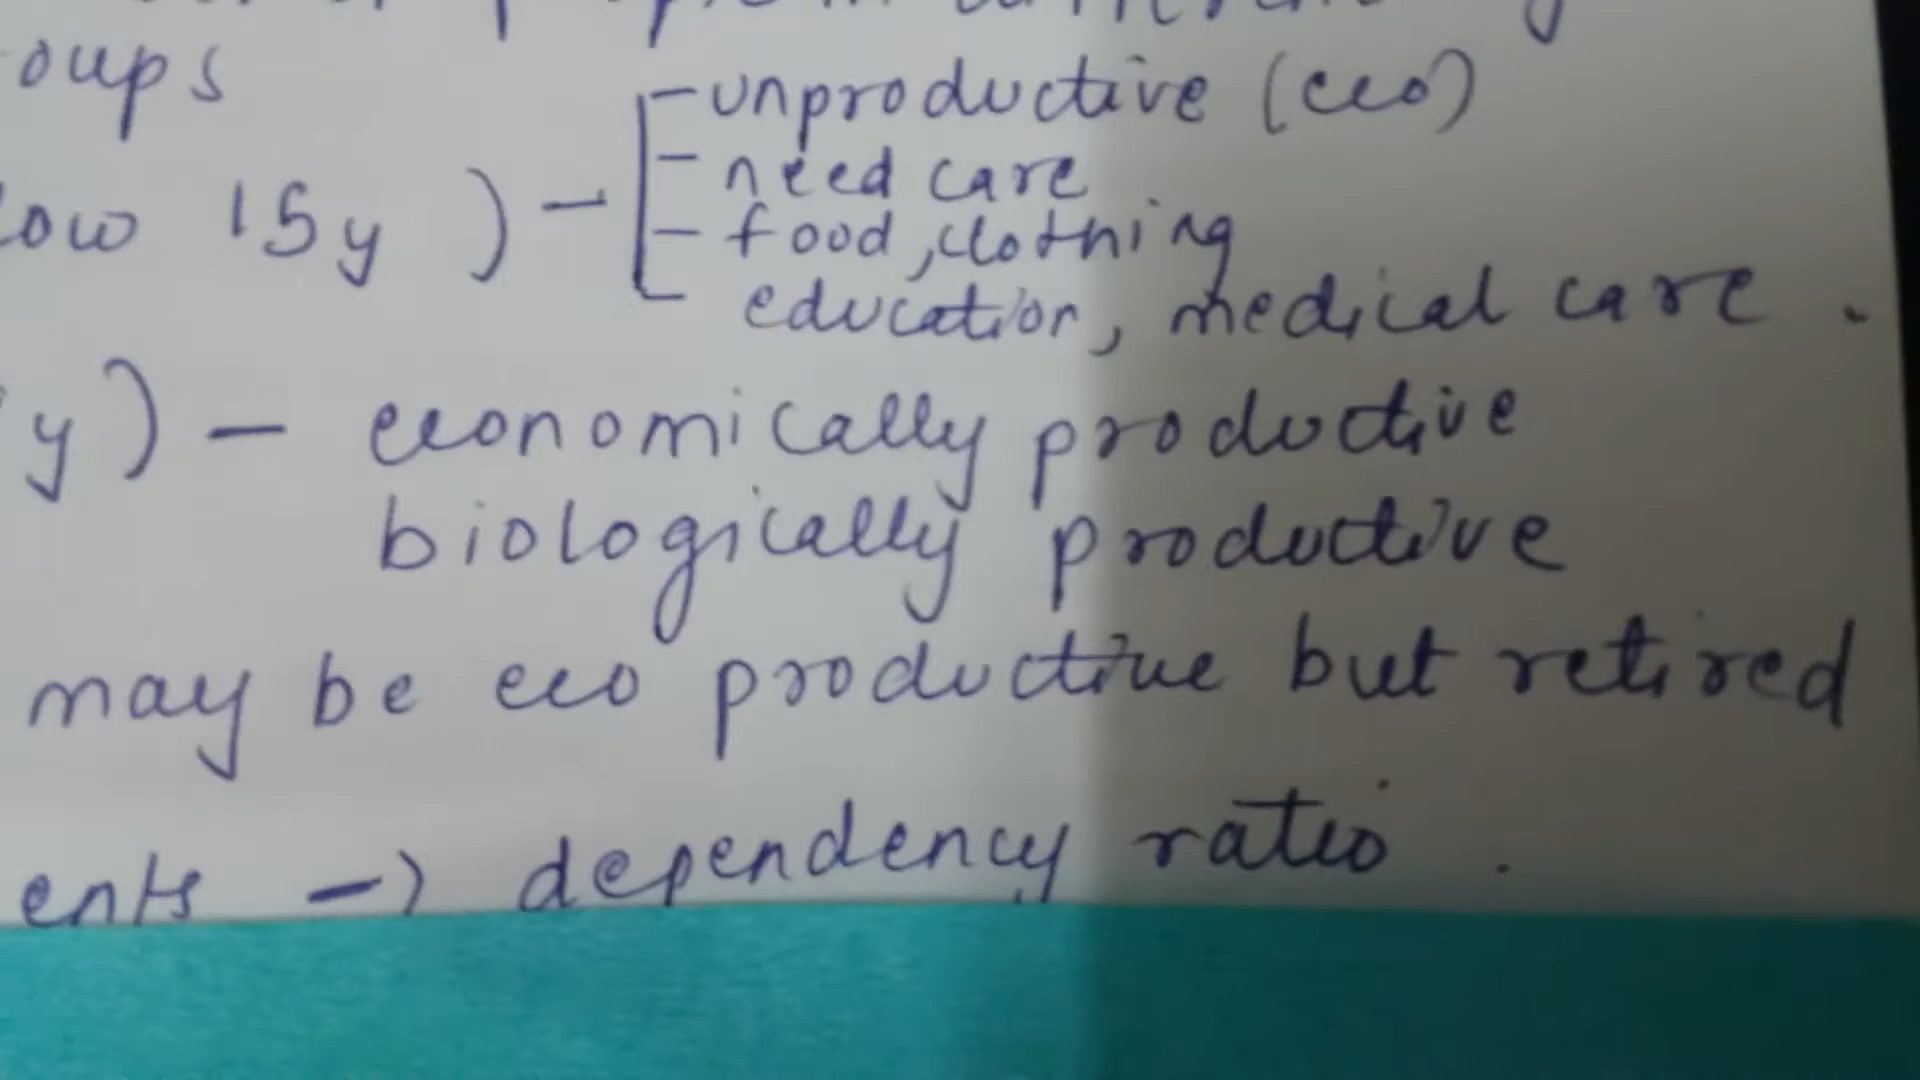 oups
- unproductive (eco)
ow 15y) - - need care
- food, clothing
education, medical care.
y) - economically productive
biologically productive
may be eco productive but retired
ents -> dependency ratio.